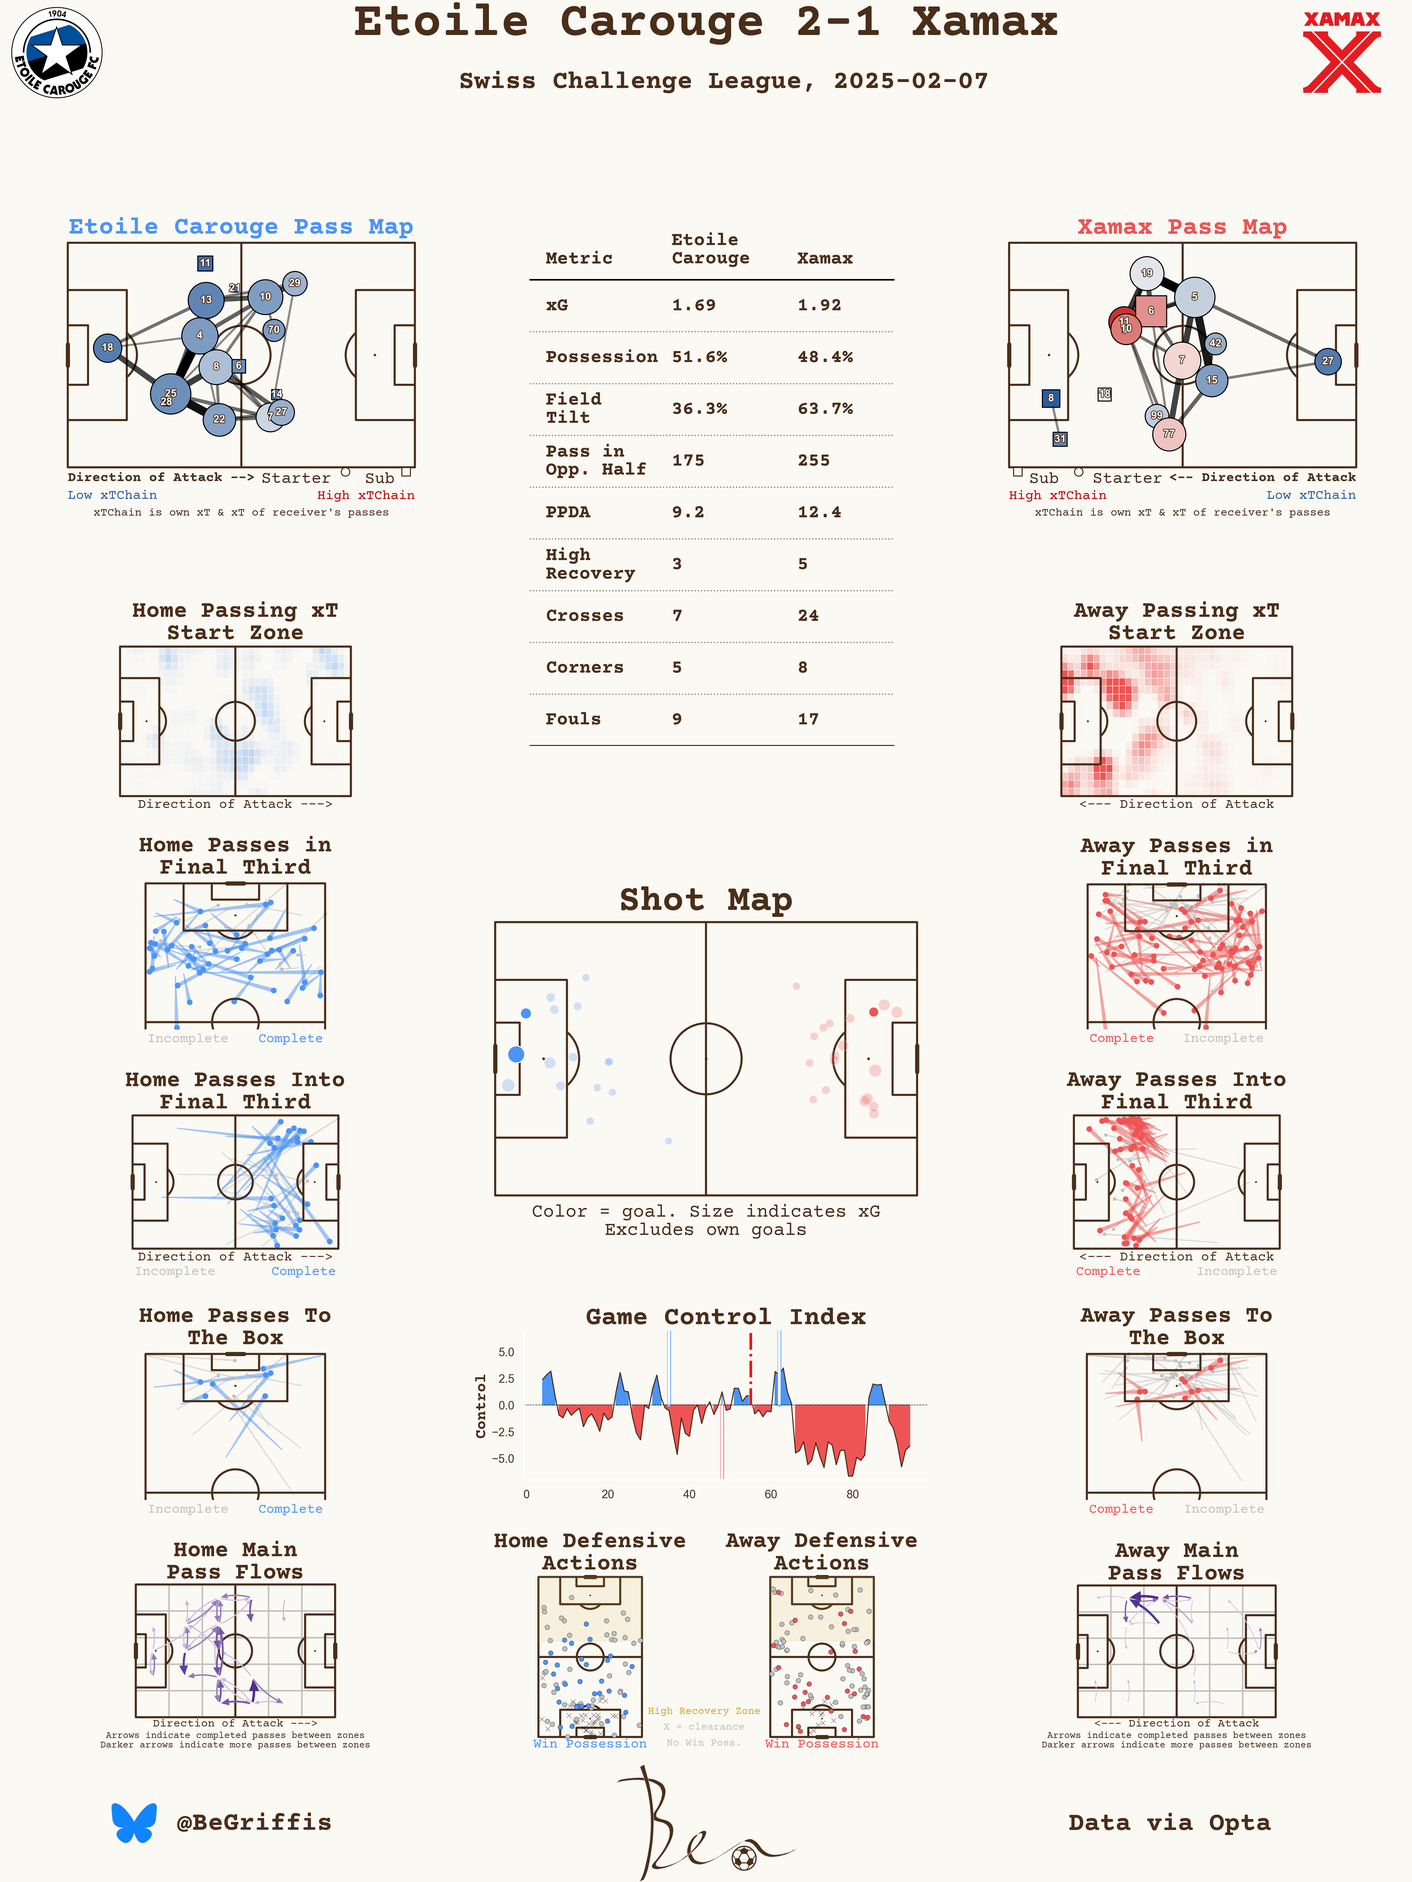 Etoile Carouge 2-1 Xamax
Swiss Challenge League, 2025-02-07
1904
ETOILE CAROUGE FC
XAMAX
Etoile Carouge Pass Map
11
21
29
13
10
4
70
18
8
6
25
28
14
22
7
27
Direction of Attack --> Starter Sub
Low xTChain High xTChain
xTChain is own xT & xT of receiver's passes
Metric Etoile Carouge Xamax
xG 1.69 1.92
Possession 51.6% 48.4%
Field Tilt 36.3% 63.7%
Pass in Opp. Half 175 255
PPDA 9.2 12.4
High Recovery 3 5
Crosses 7 24
Corners 5 8
Fouls 9 17
Xamax Pass Map
19
5
6
11
10
42
7
27
15
8
18
99
77
31
Sub Starter <-- Direction of Attack
High xTChain Low xTChain
xTChain is own xT & xT of receiver's passes
Home Passing xT
Start Zone
Direction of Attack --->
Away Passing xT
Start Zone
<--- Direction of Attack
Home Passes in
Final Third
Incomplete Complete
Away Passes in
Final Third
Complete Incomplete
Shot Map
Color = goal. Size indicates xG
Excludes own goals
Home Passes Into
Final Third
Direction of Attack --->
Incomplete Complete
Away Passes Into
Final Third
<--- Direction of Attack
Complete Incomplete
Home Passes To
The Box
Incomplete Complete
Game Control Index
Control
5.0
2.5
0.0
−2.5
−5.0
0 20 40 60 80
Away Passes To
The Box
Complete Incomplete
Home Main
Pass Flows
Direction of Attack --->
Arrows indicate completed passes between zones
Darker arrows indicate more passes between zones
Home Defensive
Actions
Win Possession
High Recovery Zone
X = clearance
No Win Poss.
Away Defensive
Actions
Win Possession
Away Main
Pass Flows
<--- Direction of Attack
Arrows indicate completed passes between zones
Darker arrows indicate more passes between zones
@BeGriffis
Ben
Data via Opta